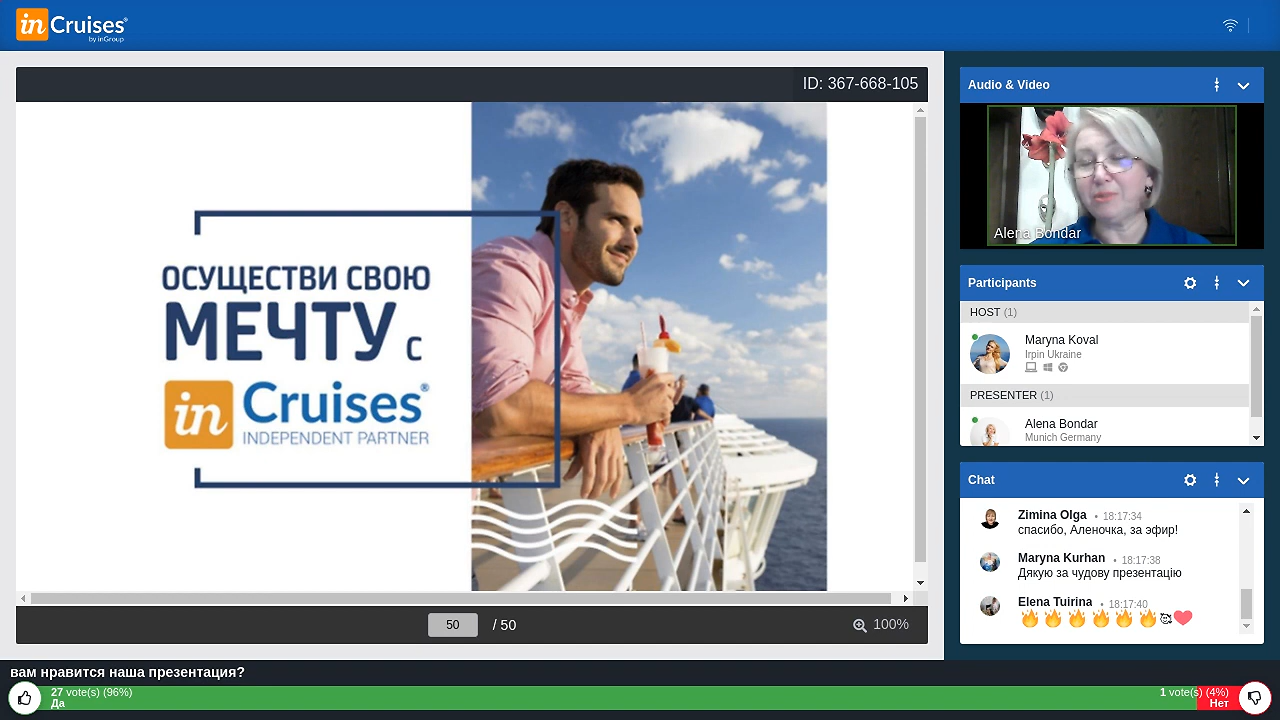 in Cruises®
by inGroup
ID: 367-668-105
ОСУЩЕСТВИ СВОЮ
МЕЧТУ с
in Cruises®
INDEPENDENT PARTNER
50 / 50
100%
Audio & Video
Alena Bondar
Participants
HOST (1)
Maryna Koval
Irpin Ukraine
PRESENTER (1)
Alena Bondar
Munich Germany
Chat
Zimina Olga • 18:17:34
спасибо, Аленочка, за эфир!
Maryna Kurhan • 18:17:38
Дякую за чудову презентацію
Elena Tuirina • 18:17:40
🔥🔥🔥🔥🔥🔥🥰❤️
вам нравится наша презентация?
27 vote(s) (96%)
Да
1 vote(s) (4%)
Нет